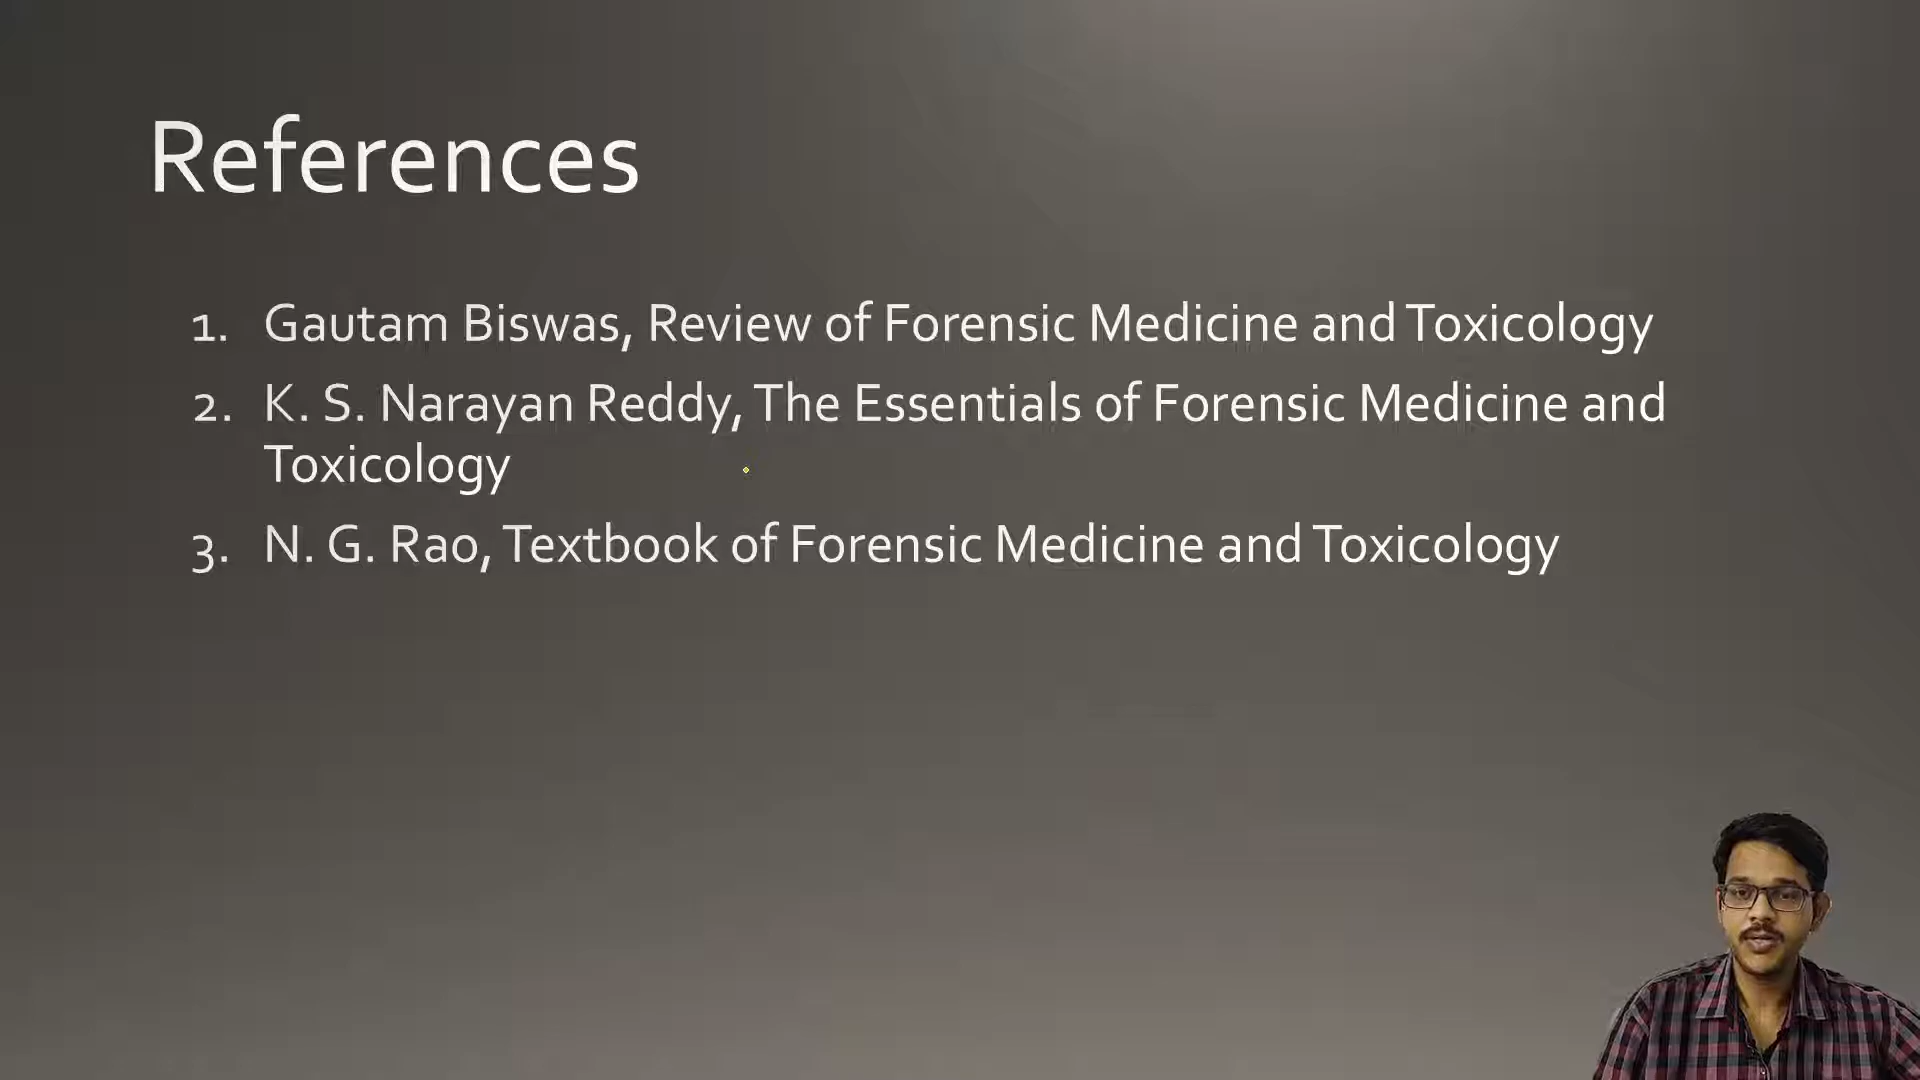 References
1. Gautam Biswas, Review of Forensic Medicine and Toxicology
2. K. S. Narayan Reddy, The Essentials of Forensic Medicine and
Toxicology
3. N. G. Rao, Textbook of Forensic Medicine and Toxicology